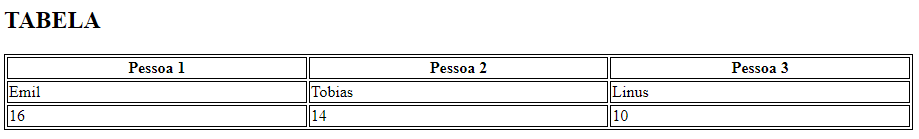 TABELA
Pessoa 1 Pessoa 2 Pessoa 3
Emil Tobias Linus
16 14 10